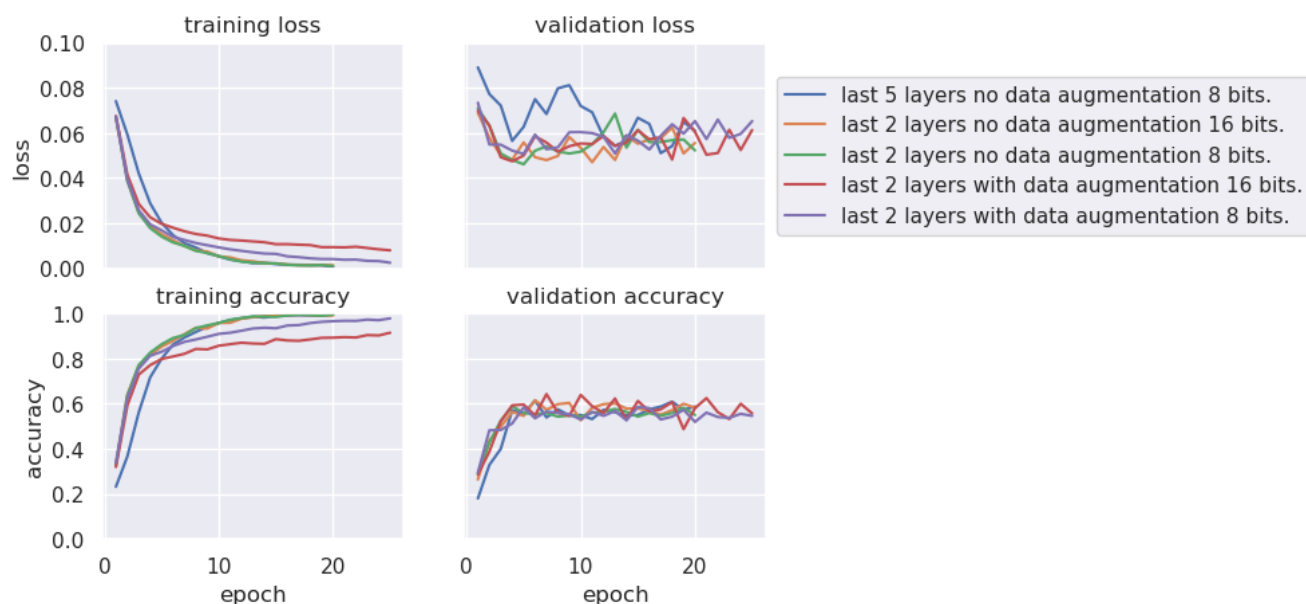 training loss
validation loss
loss
0.10
0.08
0.06
0.04
0.02
0.00
last 5 layers no data augmentation 8 bits.
last 2 layers no data augmentation 16 bits.
last 2 layers no data augmentation 8 bits.
last 2 layers with data augmentation 16 bits.
last 2 layers with data augmentation 8 bits.
training accuracy
validation accuracy
accuracy
1.0
0.8
0.6
0.4
0.2
0.0
0
10
20
0
10
20
epoch
epoch